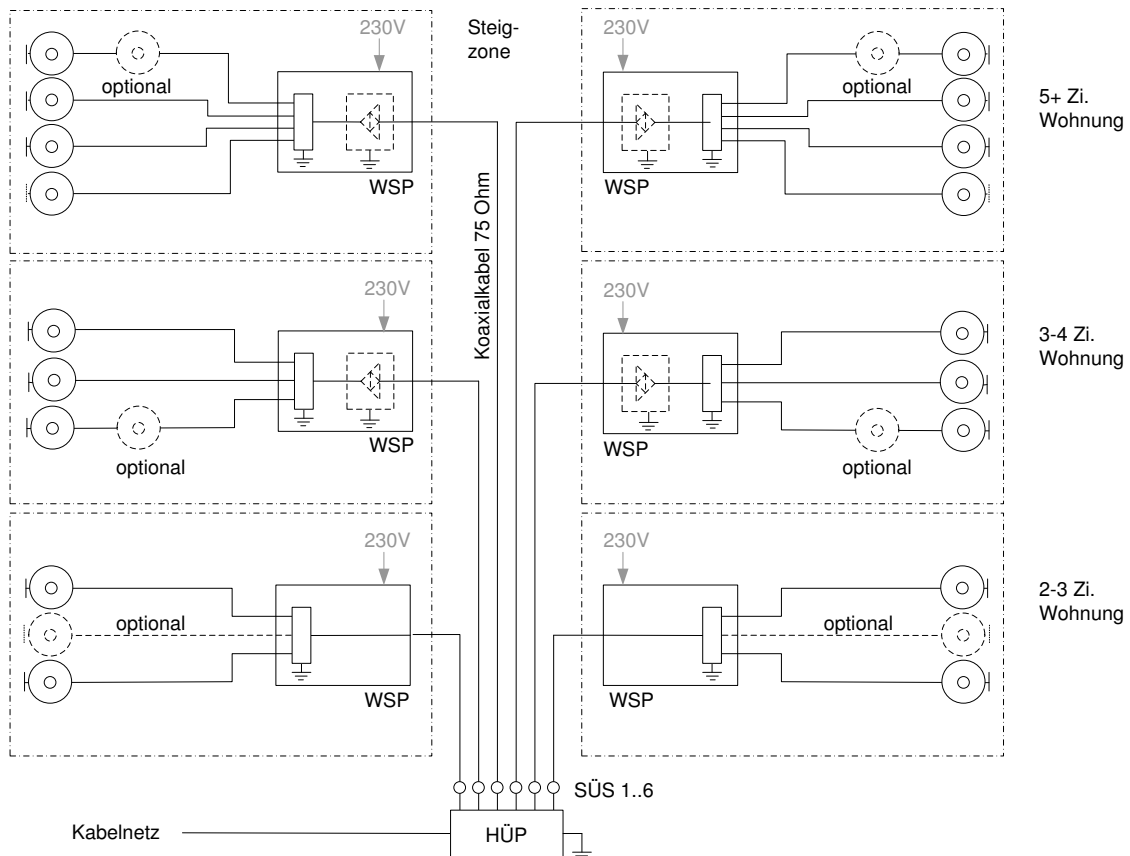 230V
Steig-
zone
230V
optional
optional
5+ Zi.
Wohnung
WSP
WSP
Koaxialkabel 75 Ohm
230V
230V
3-4 Zi.
Wohnung
WSP
WSP
optional
optional
230V
230V
2-3 Zi.
Wohnung
optional
optional
WSP
WSP
SÜS 1..6
Kabelnetz
HÜP